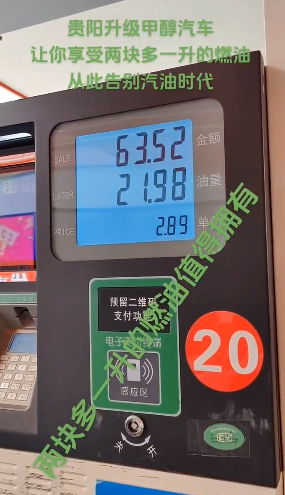 贵阳升级甲醇汽车
让你享受两块多一升的燃油
从此告别汽油时代
SALE 63.52 金额
LITER 21.98 油量
PRICE 2.89 单
预留二维码
支付功能
电子
端
感应区
20
关 开
两块多一升的燃油值得拥有